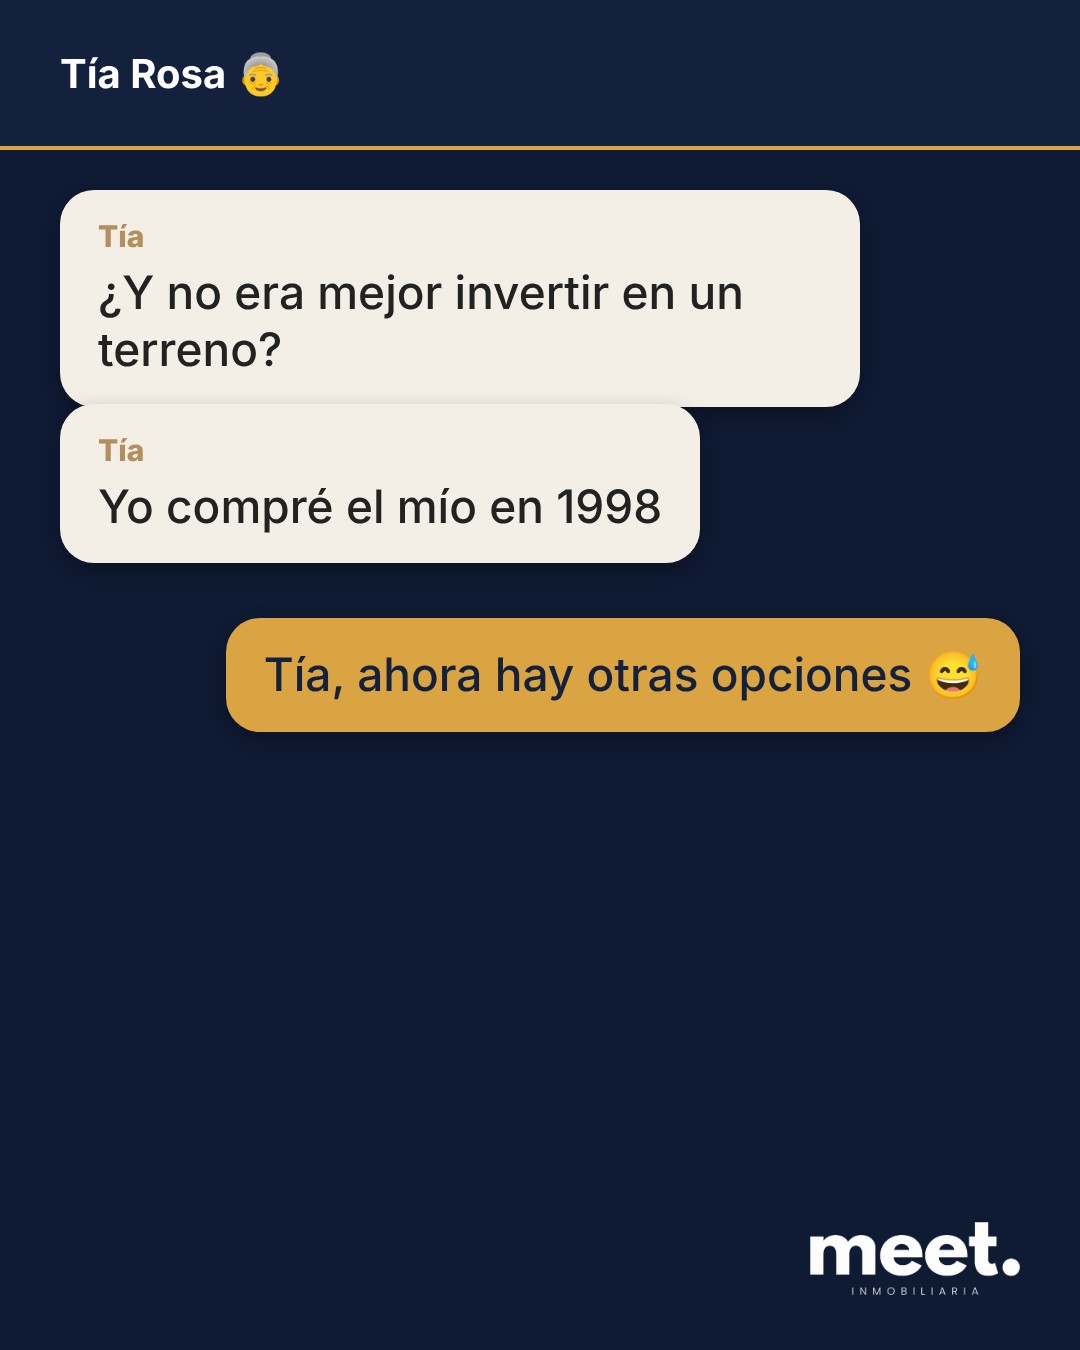 Tía Rosa 👵
Tía
¿Y no era mejor invertir en un
terreno?
Tía
Yo compré el mío en 1998
Tía, ahora hay otras opciones 😅
meet.
INMOBILIARIA